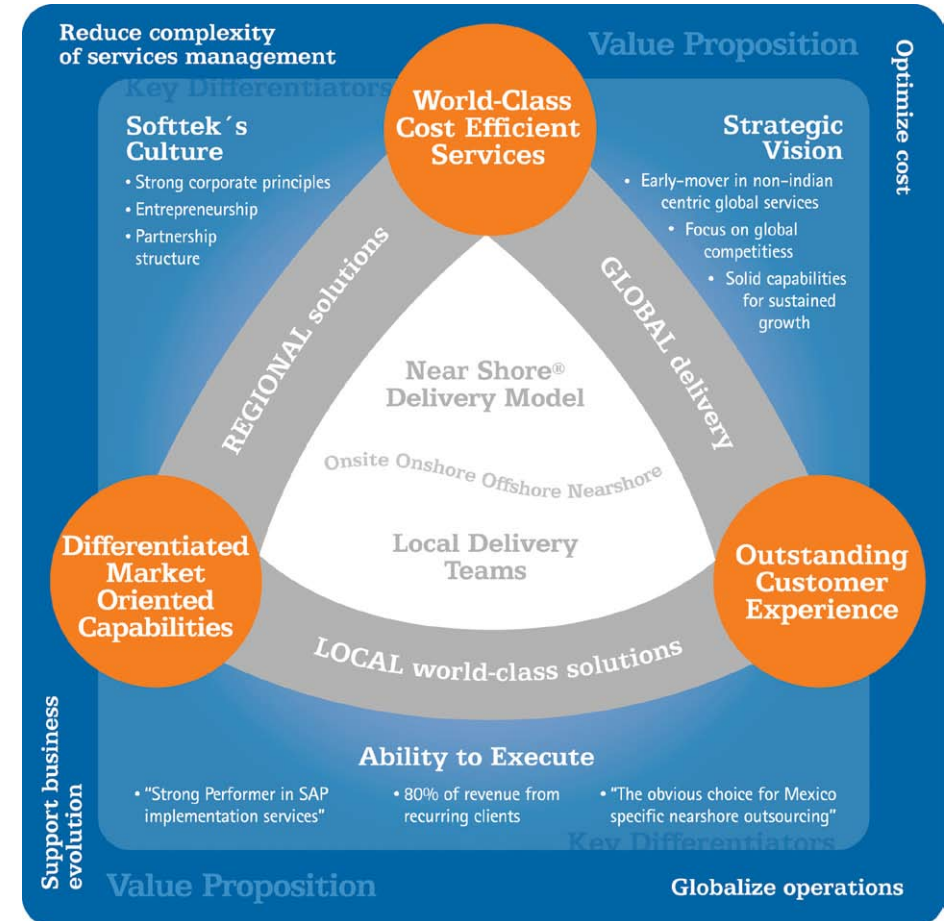 Reduce complexity
of services management
Value Proposition
Optimize cost
Key Differentiators
World-Class
Cost Efficient
Services
Softtek´s
Culture
• Strong corporate principles
• Entrepreneurship
• Partnership
structure
Strategic
Vision
• Early-mover in non-indian
centric global services
• Focus on global
competitiess
• Solid capabilities
for sustained
growth
REGIONAL solutions
GLOBAL delivery
Near Shore®
Delivery Model
Onsite Onshore Offshore Nearshore
Local Delivery
Teams
Differentiated
Market
Oriented
Capabilities
Outstanding
Customer
Experience
LOCAL world-class solutions
Ability to Execute
• "Strong Performer in SAP
implementation services"
• 80% of revenue from
recurring clients
• "The obvious choice for Mexico
specific nearshore outsourcing"
Key Differentiators
Support business
evolution
Value Proposition
Globalize operations